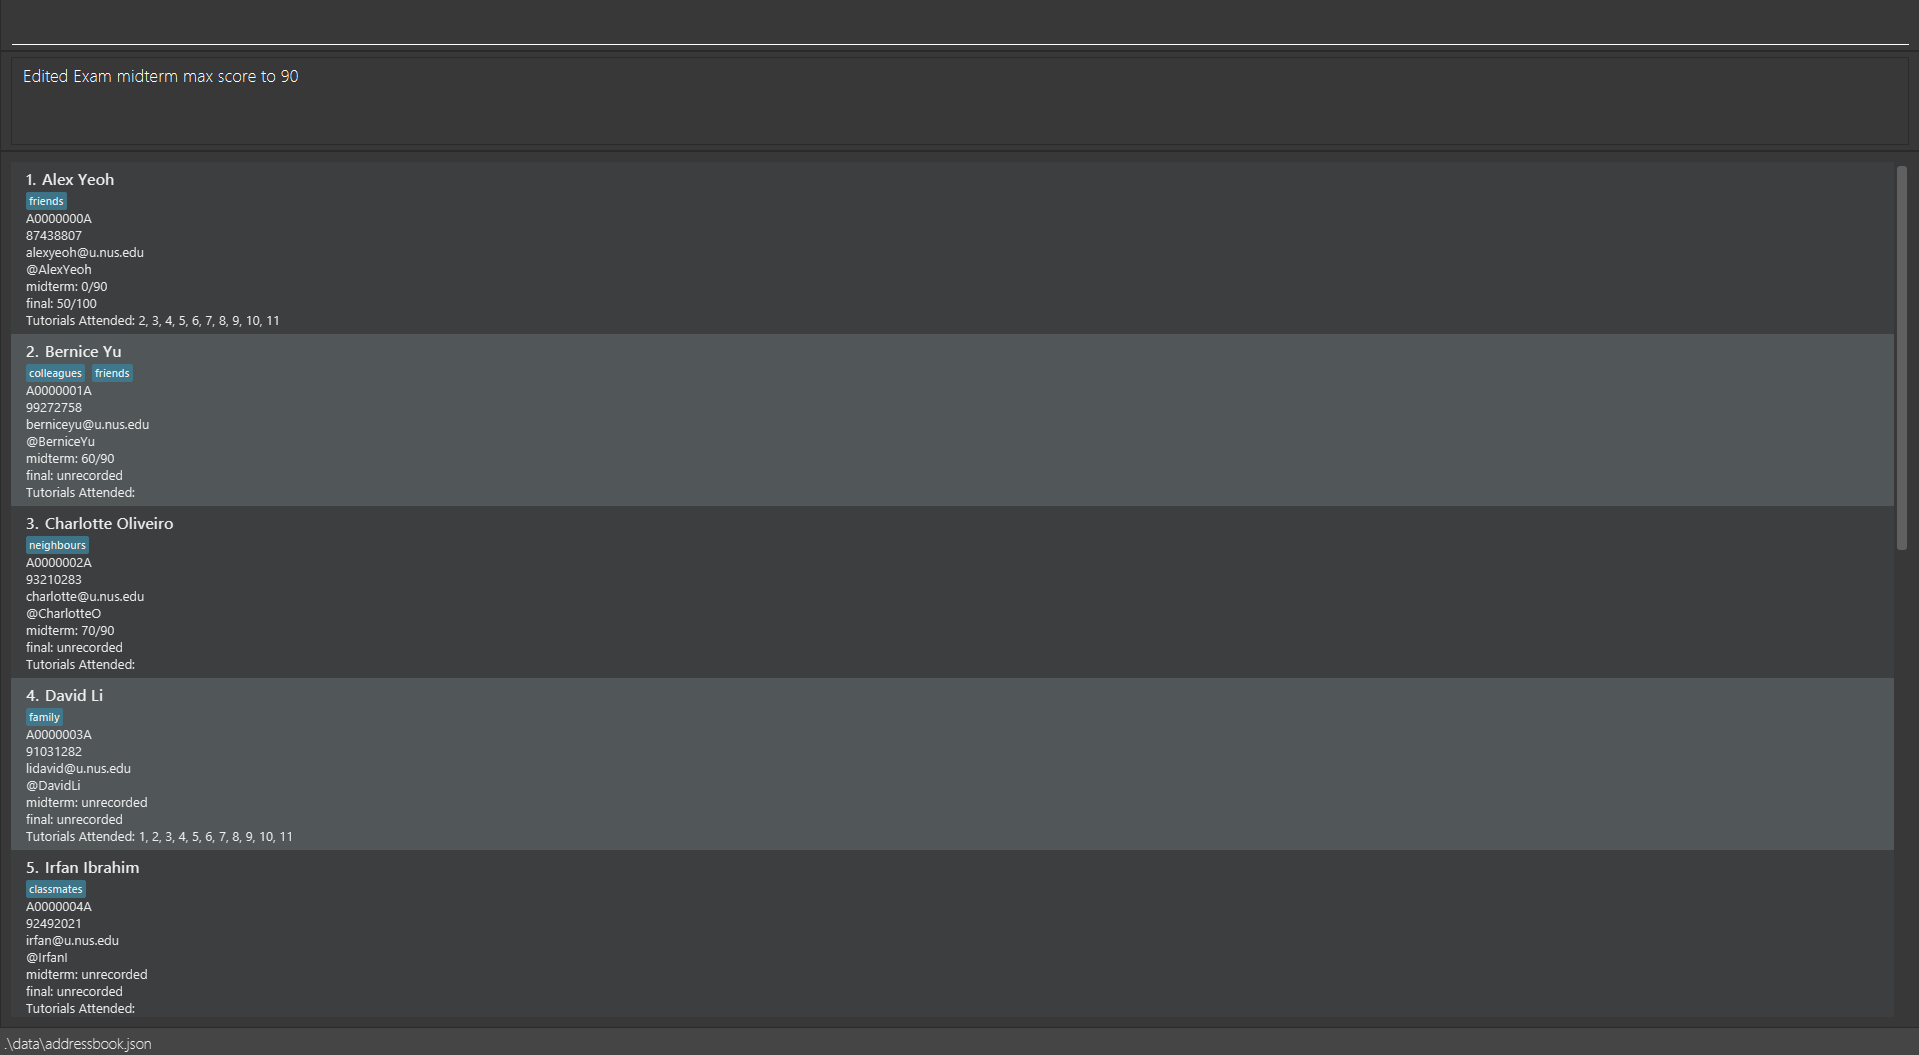 Edited Exam midterm max score to 90
1. Alex Yeoh
friends
A0000000A
87438807
alexyeoh@u.nus.edu
@AlexYeoh
midterm: 0/90
final: 50/100
Tutorials Attended: 2, 3, 4, 5, 6, 7, 8, 9, 10, 11
2. Bernice Yu
colleagues friends
A0000001A
99272758
berniceyu@u.nus.edu
@BerniceYu
midterm: 60/90
final: unrecorded
Tutorials Attended:
3. Charlotte Oliveiro
neighbours
A0000002A
93210283
charlotte@u.nus.edu
@CharlotteO
midterm: 70/90
final: unrecorded
Tutorials Attended:
4. David Li
family
A0000003A
91031282
lidavid@u.nus.edu
@DavidLi
midterm: unrecorded
final: unrecorded
Tutorials Attended: 1, 2, 3, 4, 5, 6, 7, 8, 9, 10, 11
5. Irfan Ibrahim
classmates
A0000004A
92492021
irfan@u.nus.edu
@IrfanI
midterm: unrecorded
final: unrecorded
Tutorials Attended:
.\data\addressbook.json